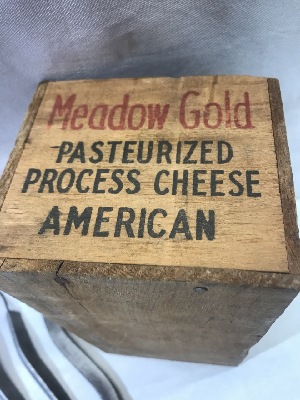 Meadow Gold
PASTEURIZED
PROCESS CHEESE
AMERICAN